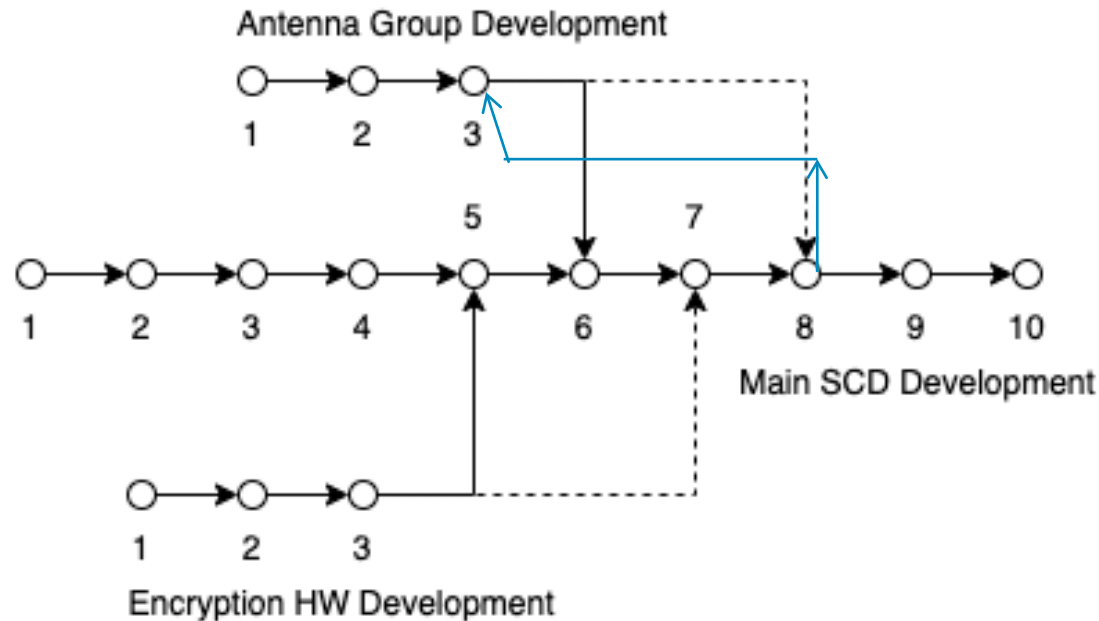 Antenna Group Development
1 2 3
5 7
1 2 3 4 6 8 9 10
Main SCD Development
1 2 3
Encryption HW Development